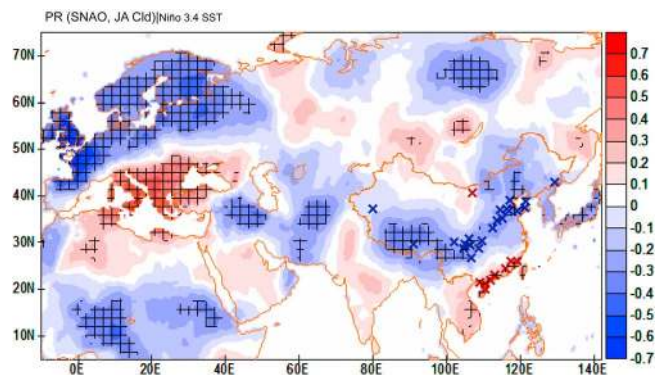 PR (SNAO, JA Cld)|Niño 3.4 SST
70N
60N
50N
40N
30N
20N
10N
0E 20E 40E 60E 80E 100E 120E 140E
0.7
0.6
0.5
0.4
0.3
0.2
0.1
0
-0.1
-0.2
-0.3
-0.4
-0.5
-0.6
-0.7